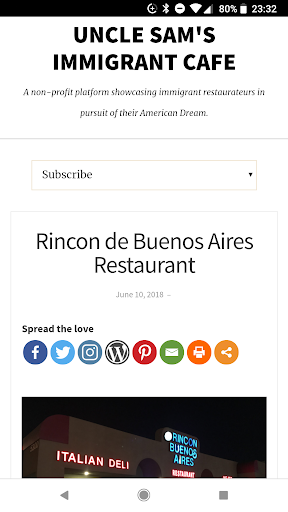 80% 23:32
UNCLE SAM'S
IMMIGRANT CAFE
A non-profit platform showcasing immigrant restaurateurs in
pursuit of their American Dream.
Subscribe
Rincon de Buenos Aires
Restaurant
June 10, 2018 –
Spread the love
RINCON
BUENOS
AIRES
ITALIAN DELI
RESTAURANT